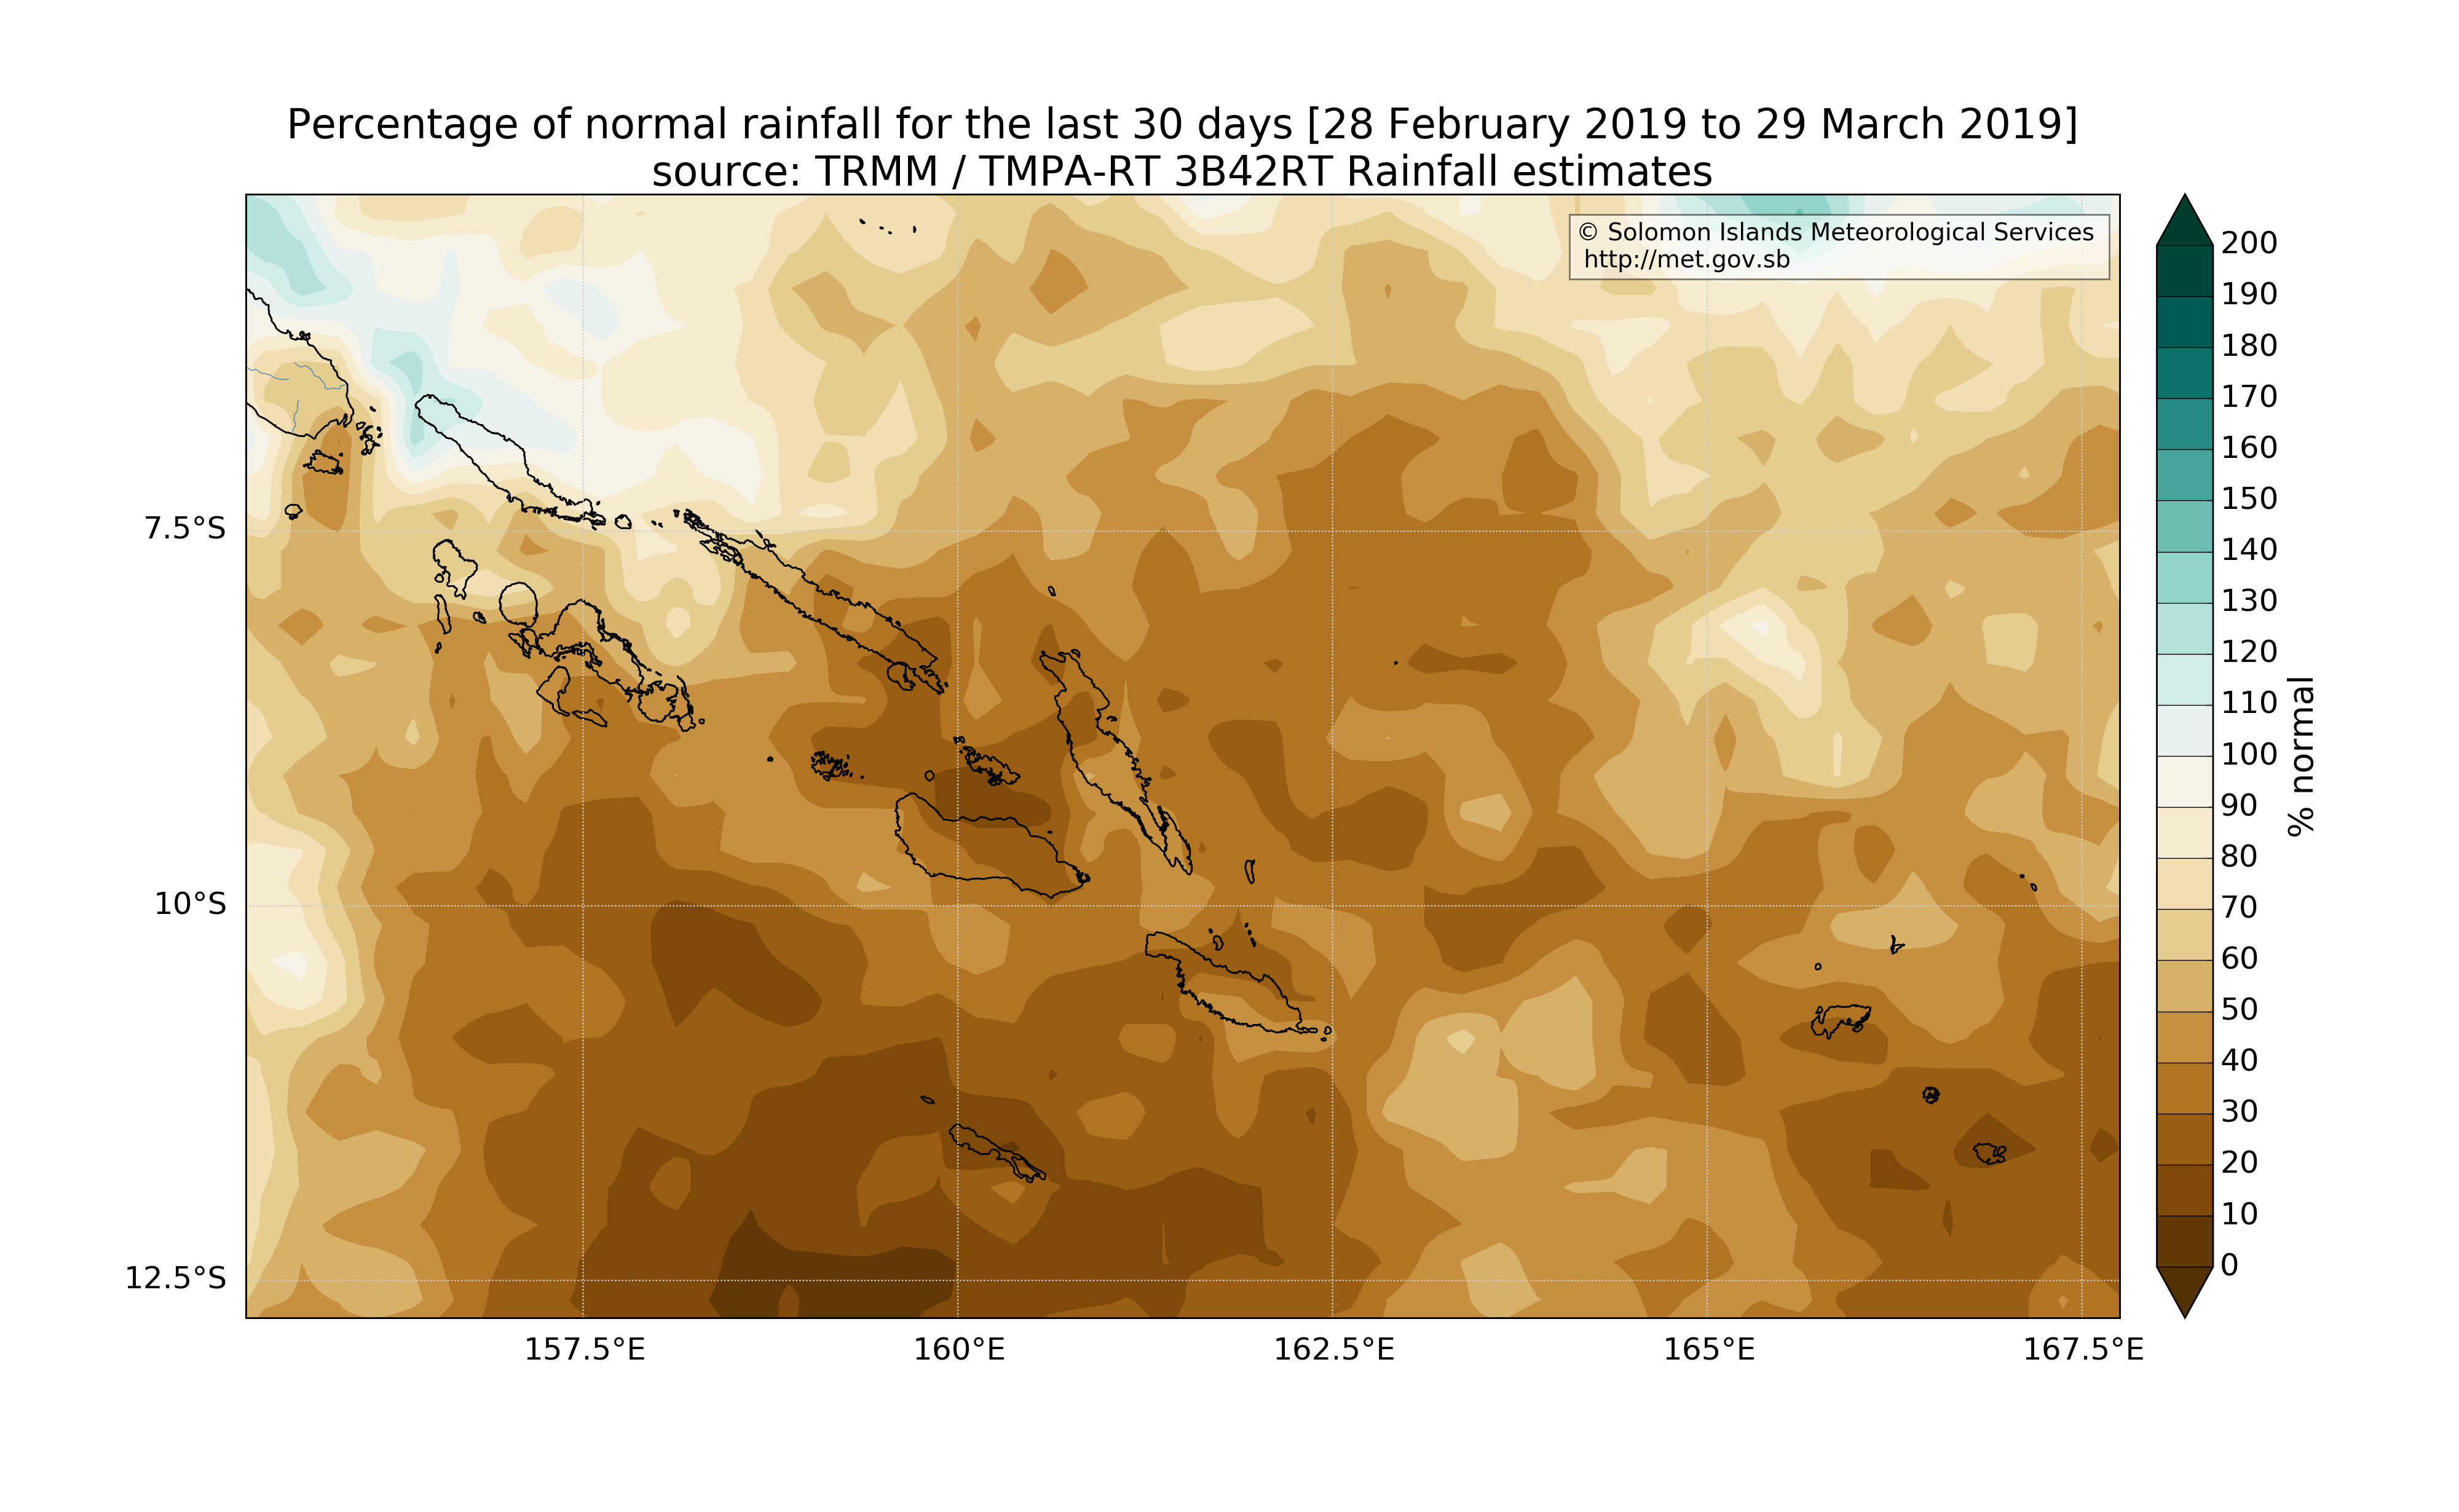 Percentage of normal rainfall for the last 30 days [28 February 2019 to 29 March 2019]
source: TRMM / TMPA-RT 3B42RT Rainfall estimates
© Solomon Islands Meteorological Services
http://met.gov.sb
7.5°S
10°S
12.5°S
157.5°E
160°E
162.5°E
165°E
167.5°E
200
190
180
170
160
150
140
130
120
110
100
90
80
70
60
50
40
30
20
10
0
% normal